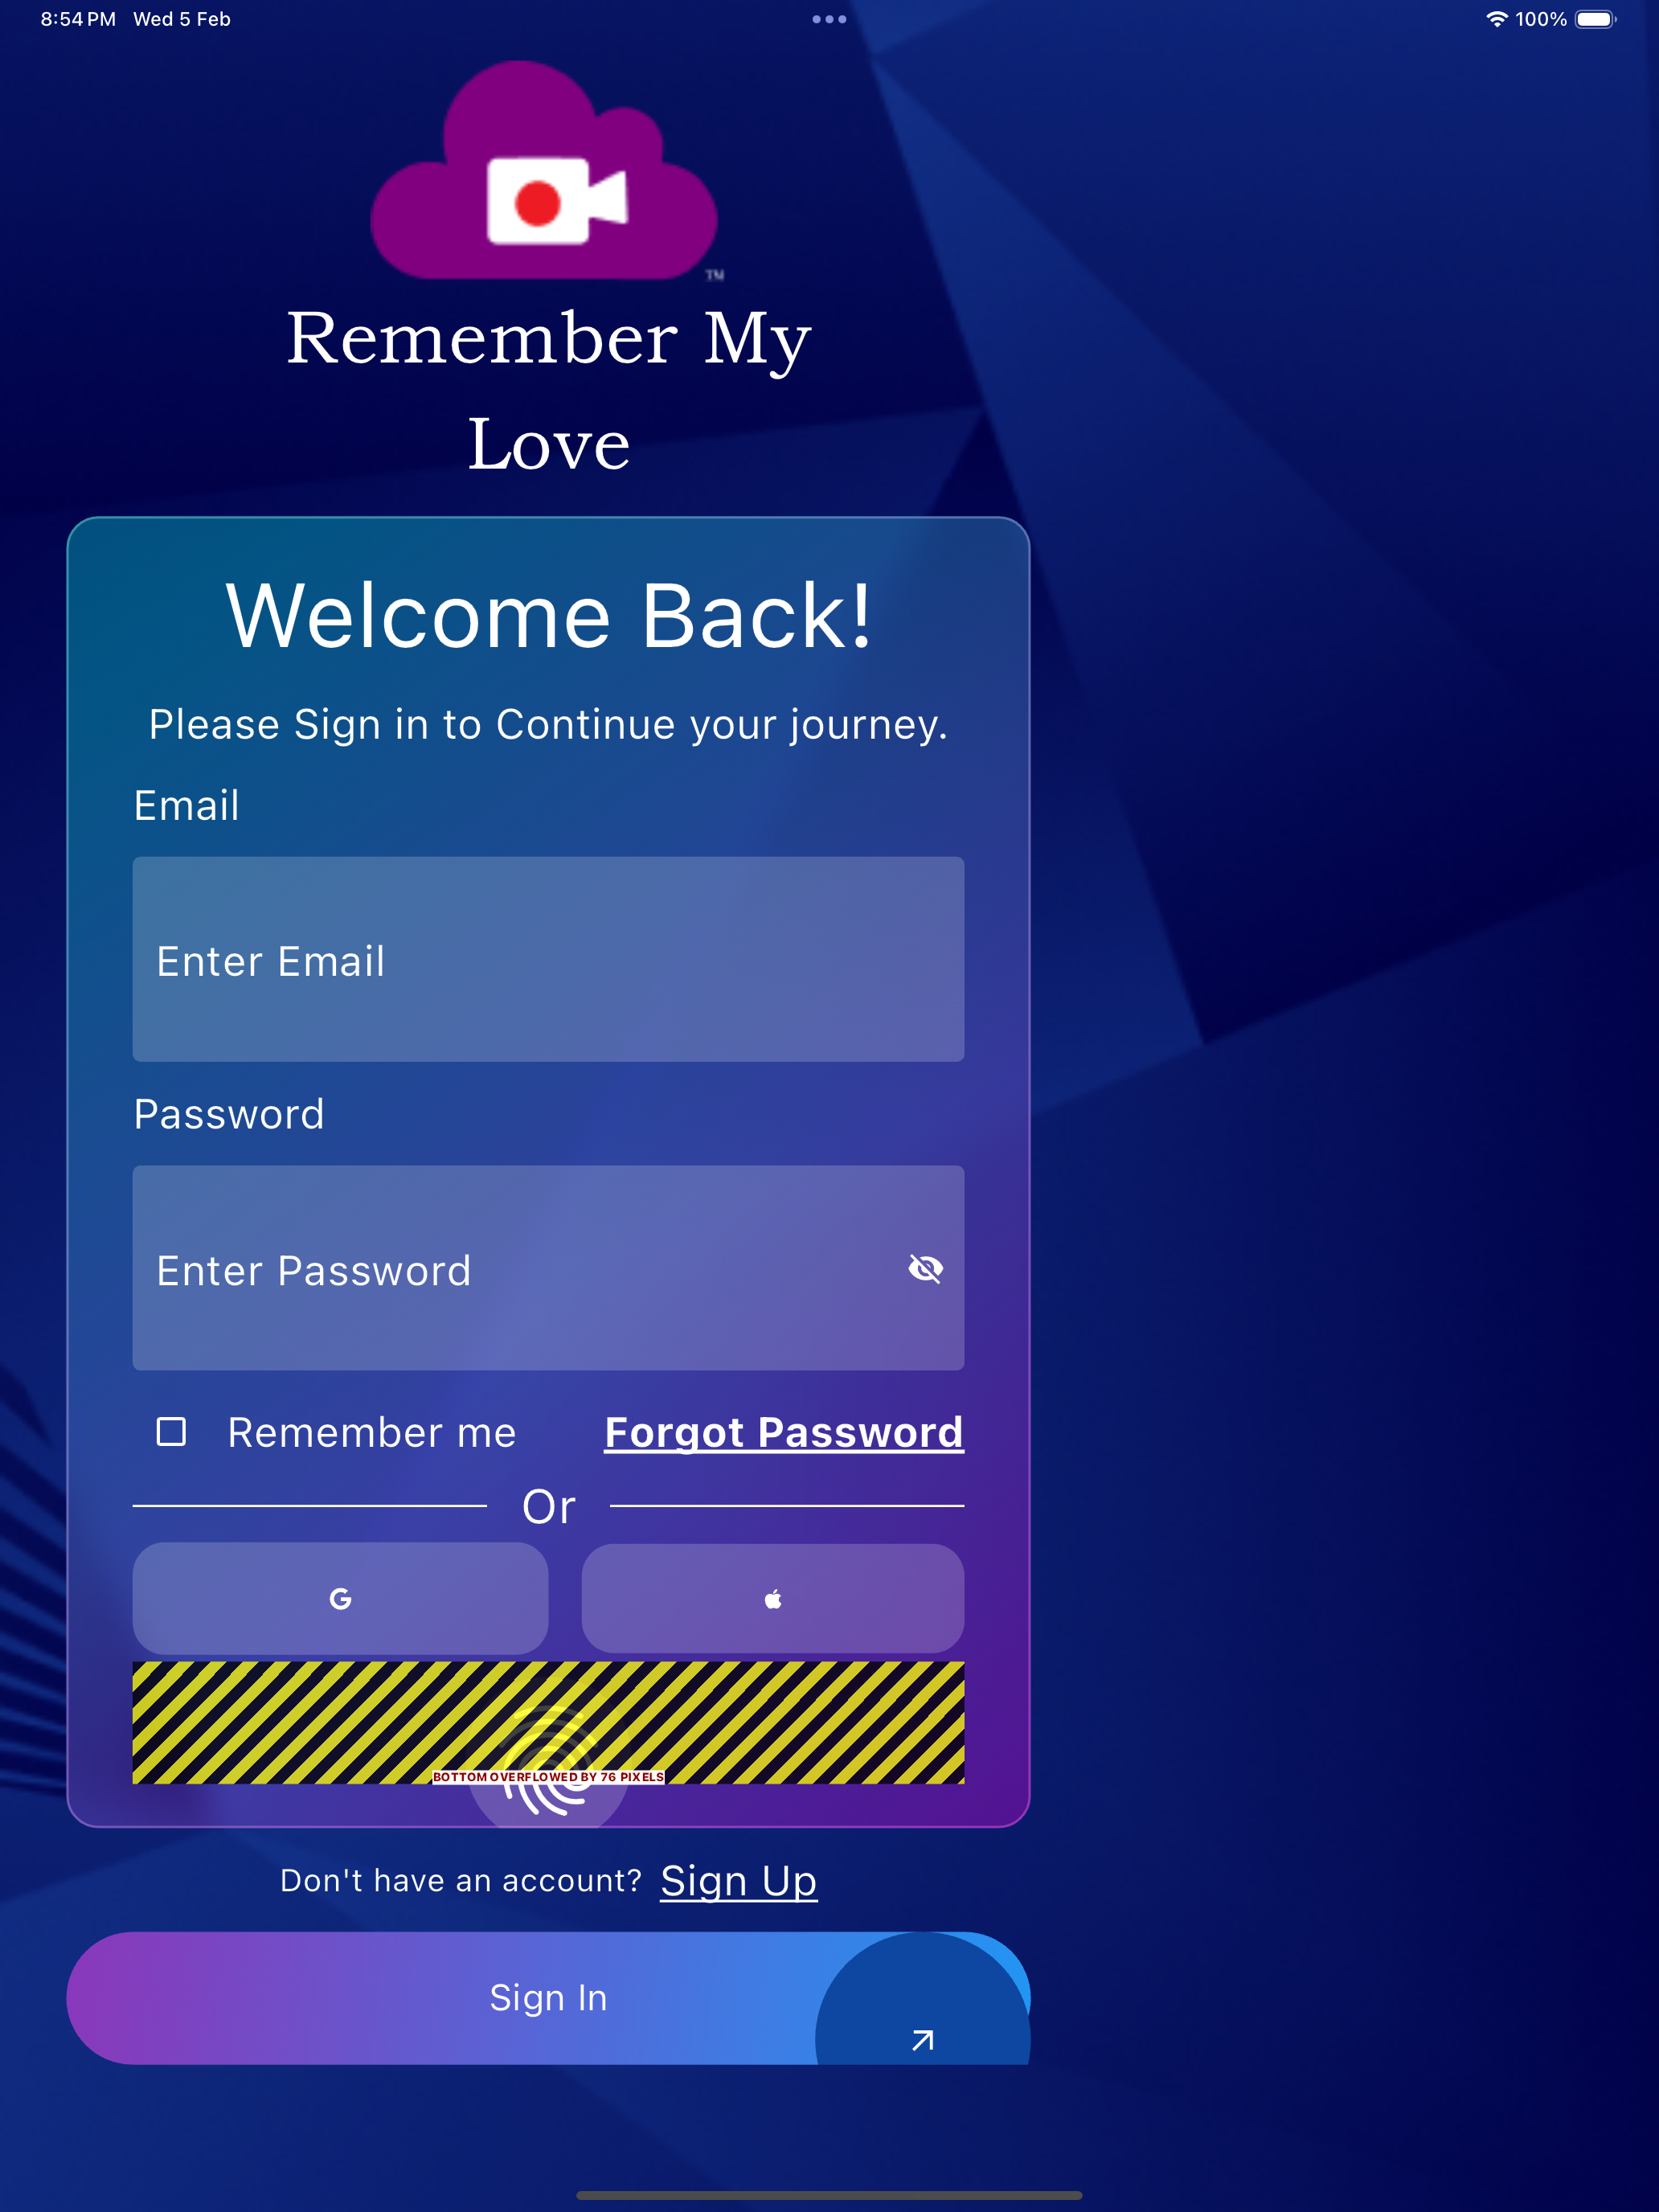 8:54 PM Wed 5 Feb
100%
TM
Remember My
Love
Welcome Back!
Please Sign in to Continue your journey.
Email
Enter Email
Password
Enter Password
Remember me Forgot Password
Or
G
BOTTOM OVERFLOWED BY 76 PIXELS
Don't have an account? Sign Up
Sign In